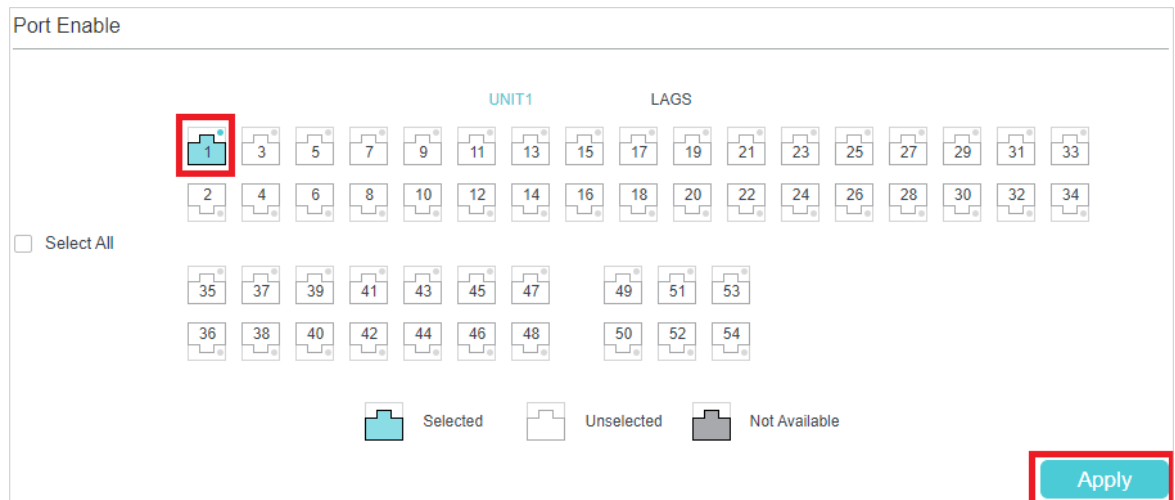 Port Enable
UNIT1 LAGS
1 3 5 7 9 11 13 15 17 19 21 23 25 27 29 31 33
2 4 6 8 10 12 14 16 18 20 22 24 26 28 30 32 34
Select All
35 37 39 41 43 45 47 49 51 53
36 38 40 42 44 46 48 50 52 54
Selected Unselected Not Available
Apply